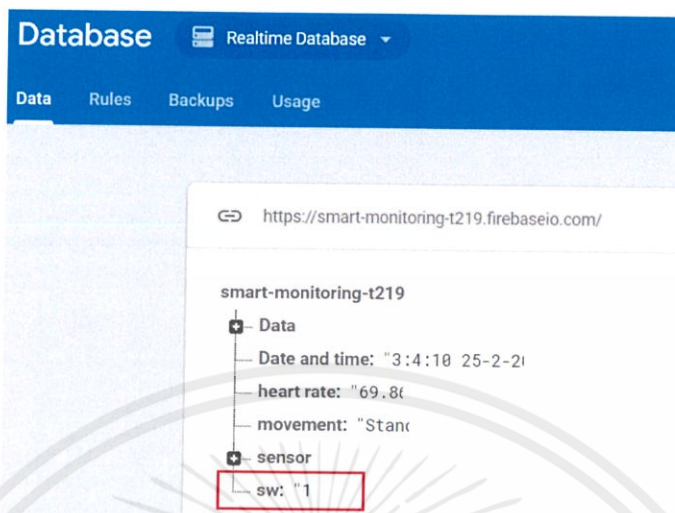 Database Realtime Database
Data Rules Backups Usage
https://smart-monitoring-t219.firebaseio.com/
smart-monitoring-t219
Data
Date and time: "3:4:10 25-2-2
heart rate: "69.8
movement: "Stan
sensor
sw: "1